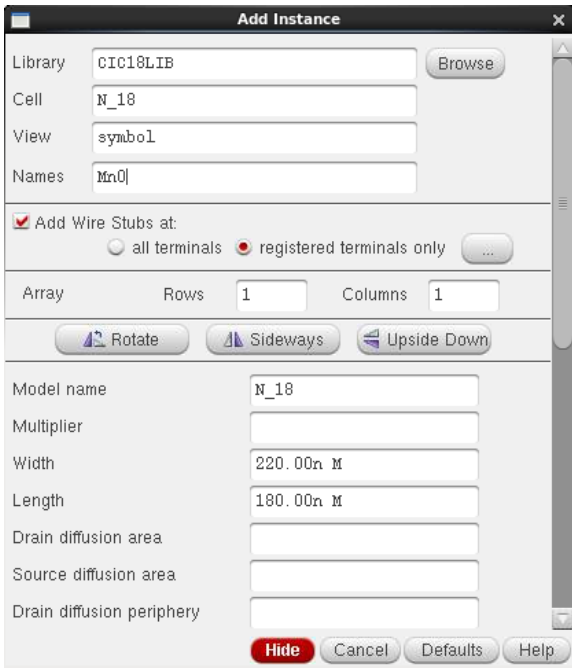 Add Instance
Library CIC18LIB Browse
Cell N_18
View symbol
Names Mn0
Add Wire Stubs at:
all terminals registered terminals only ...
Array Rows 1 Columns 1
Rotate Sideways Upside Down
Model name N_18
Multiplier
Width 220.00n M
Length 180.00n M
Drain diffusion area
Source diffusion area
Drain diffusion periphery
Hide Cancel Defaults Help